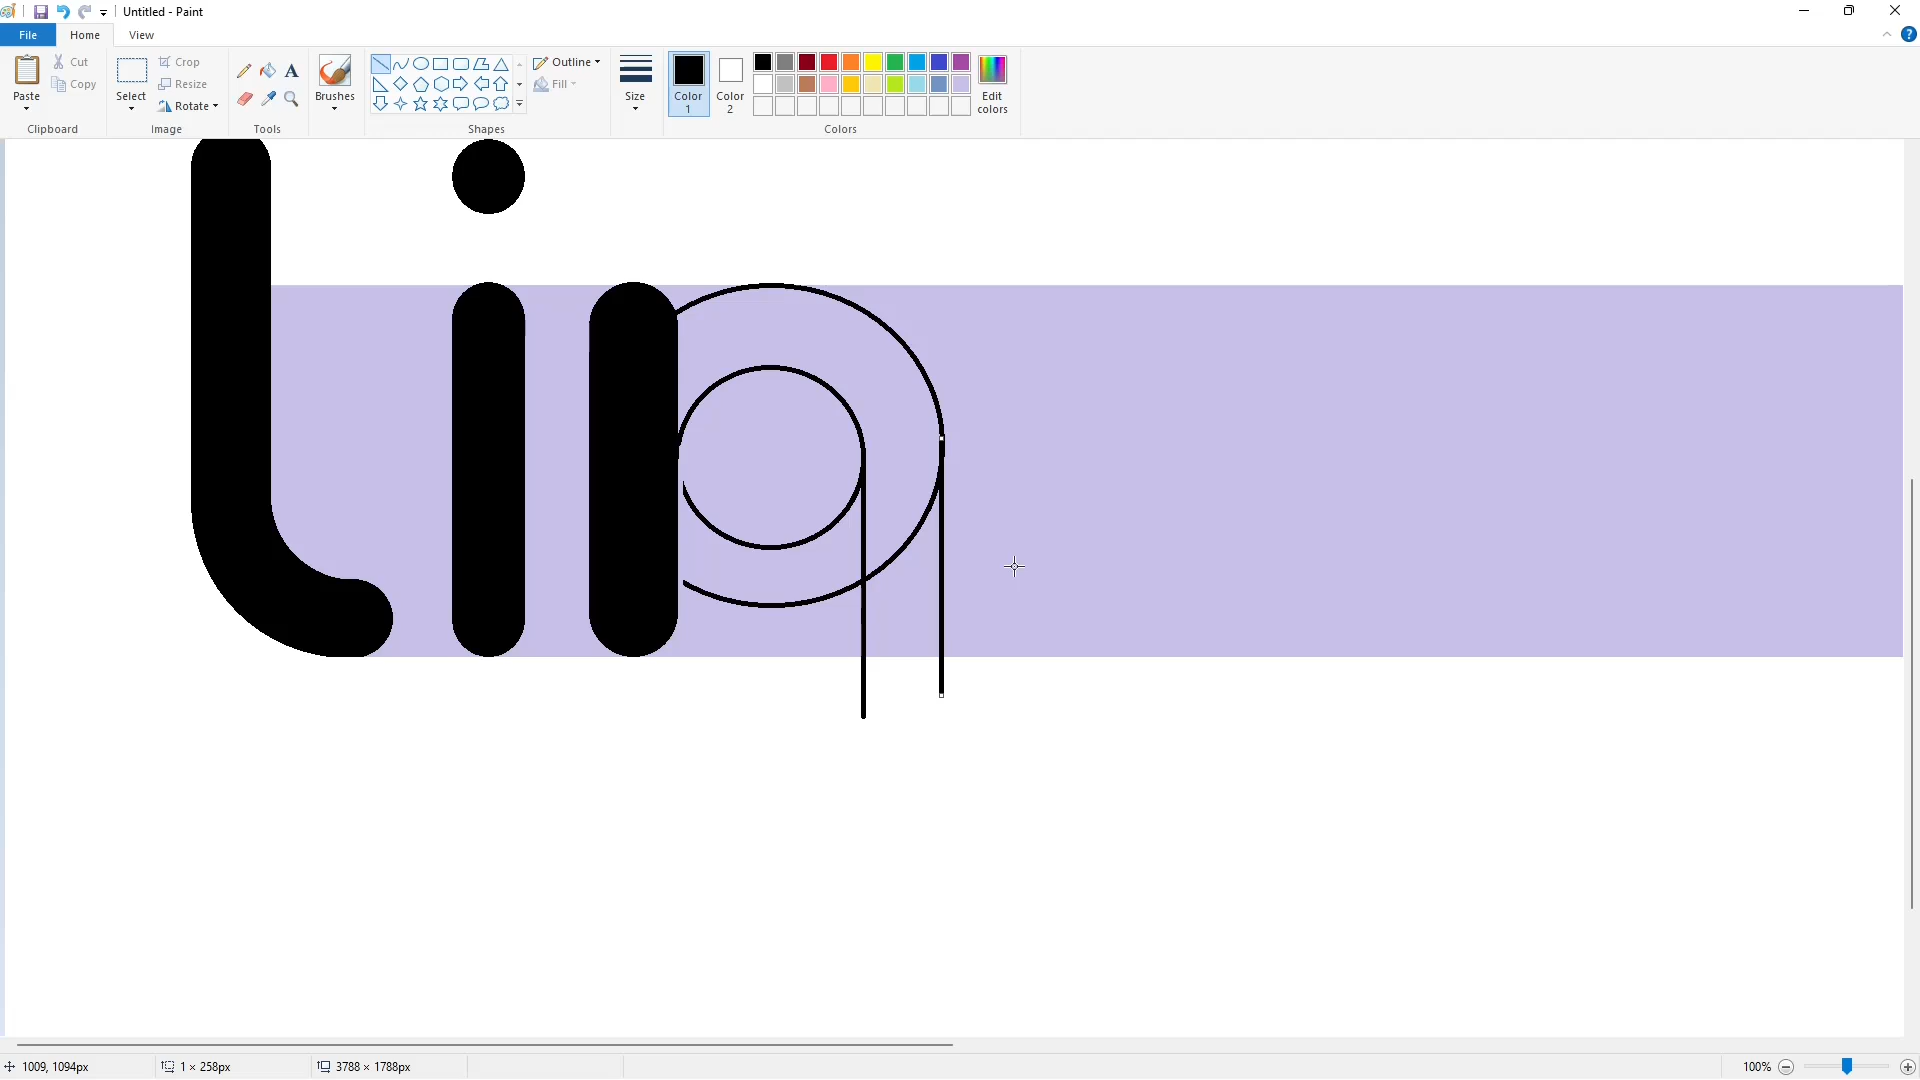 Untitled - Paint
File
Home
View
Paste
Cut
Copy
Clipboard
Select
Crop
Resize
Rotate
Image
A
Tools
Brushes
Outline
Fill
Shapes
Size
Color
1
Color
2
Edit
colors
Colors
?
lin
1009, 1094px
1 × 258px
3788 × 1788px
100%